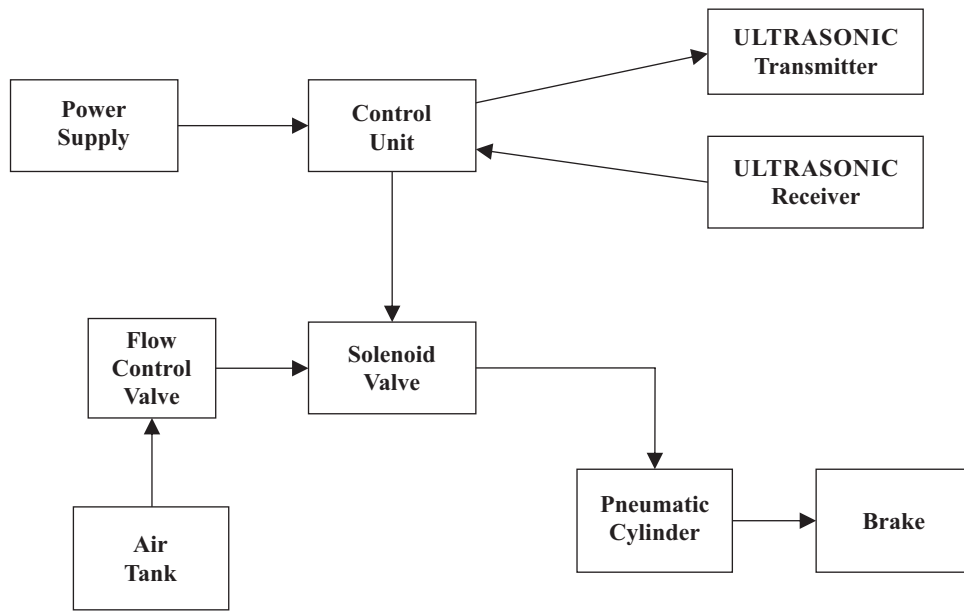 ULTRASONIC
Transmitter
Power
Supply
Control
Unit
ULTRASONIC
Receiver
Flow
Control
Valve
Solenoid
Valve
Air
Tank
Pneumatic
Cylinder
Brake